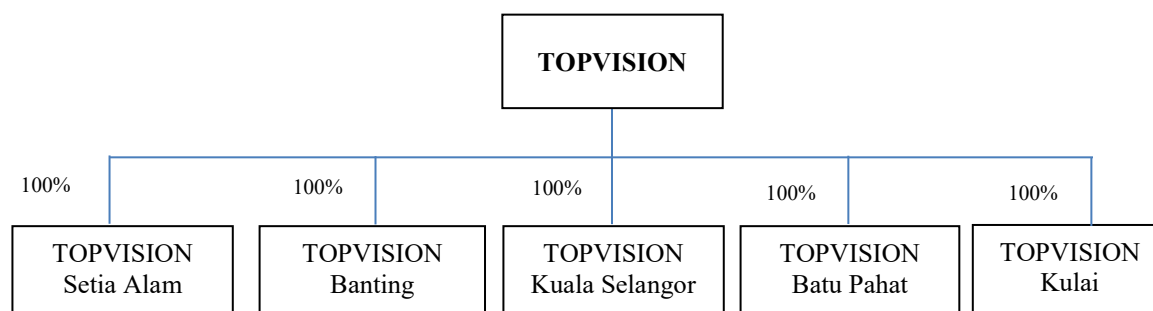 TOPVISION
100%
100%
100%
100%
100%
TOPVISION
Setia Alam
TOPVISION
Banting
TOPVISION
Kuala Selangor
TOPVISION
Batu Pahat
TOPVISION
Kulai